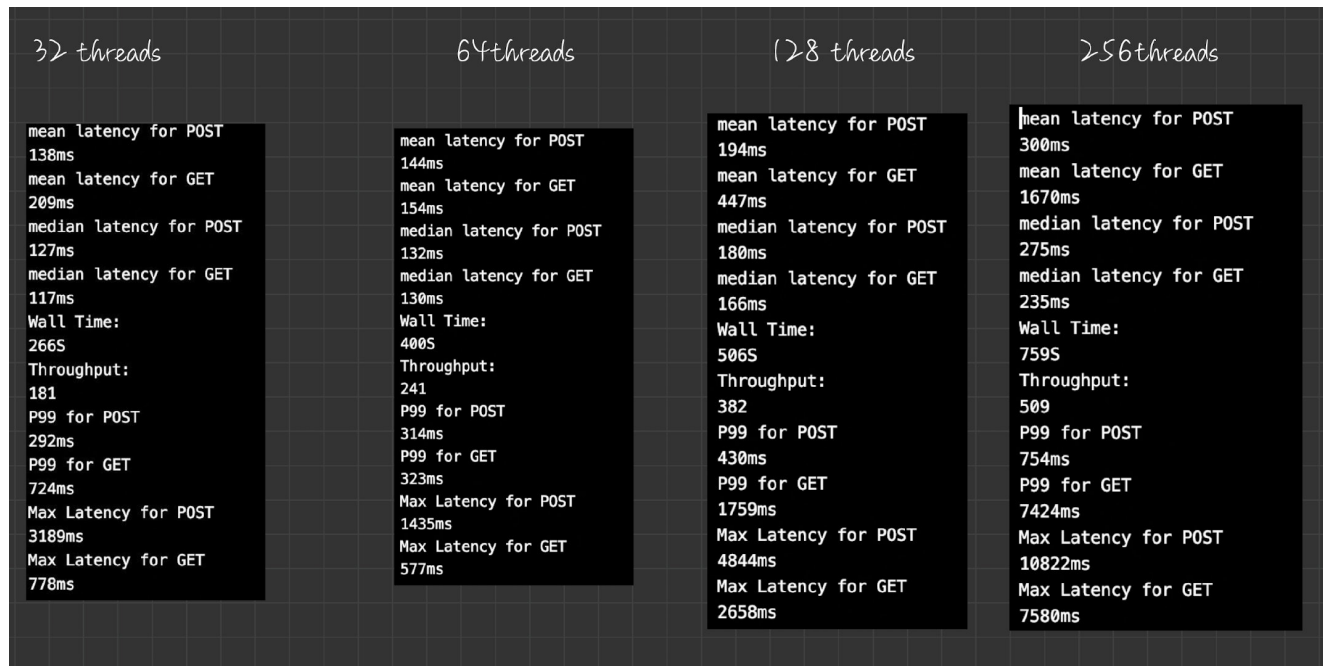 32 threads
mean latency for POST
138ms
mean latency for GET
209ms
median latency for POST
127ms
median latency for GET
117ms
Wall Time:
266S
Throughput:
181
P99 for POST
292ms
P99 for GET
724ms
Max Latency for POST
3189ms
Max Latency for GET
778ms
64threads
mean latency for POST
144ms
mean latency for GET
154ms
median latency for POST
132ms
median latency for GET
130ms
Wall Time:
400S
Throughput:
241
P99 for POST
314ms
P99 for GET
323ms
Max Latency for POST
1435ms
Max Latency for GET
577ms
128 threads
mean latency for POST
194ms
mean latency for GET
447ms
median latency for POST
180ms
median latency for GET
166ms
Wall Time:
506S
Throughput:
382
P99 for POST
430ms
P99 for GET
1759ms
Max Latency for POST
4844ms
Max Latency for GET
2658ms
256threads
mean latency for POST
300ms
mean latency for GET
1670ms
median latency for POST
275ms
median latency for GET
235ms
Wall Time:
759S
Throughput:
509
P99 for POST
754ms
P99 for GET
7424ms
Max Latency for POST
10822ms
Max Latency for GET
7580ms